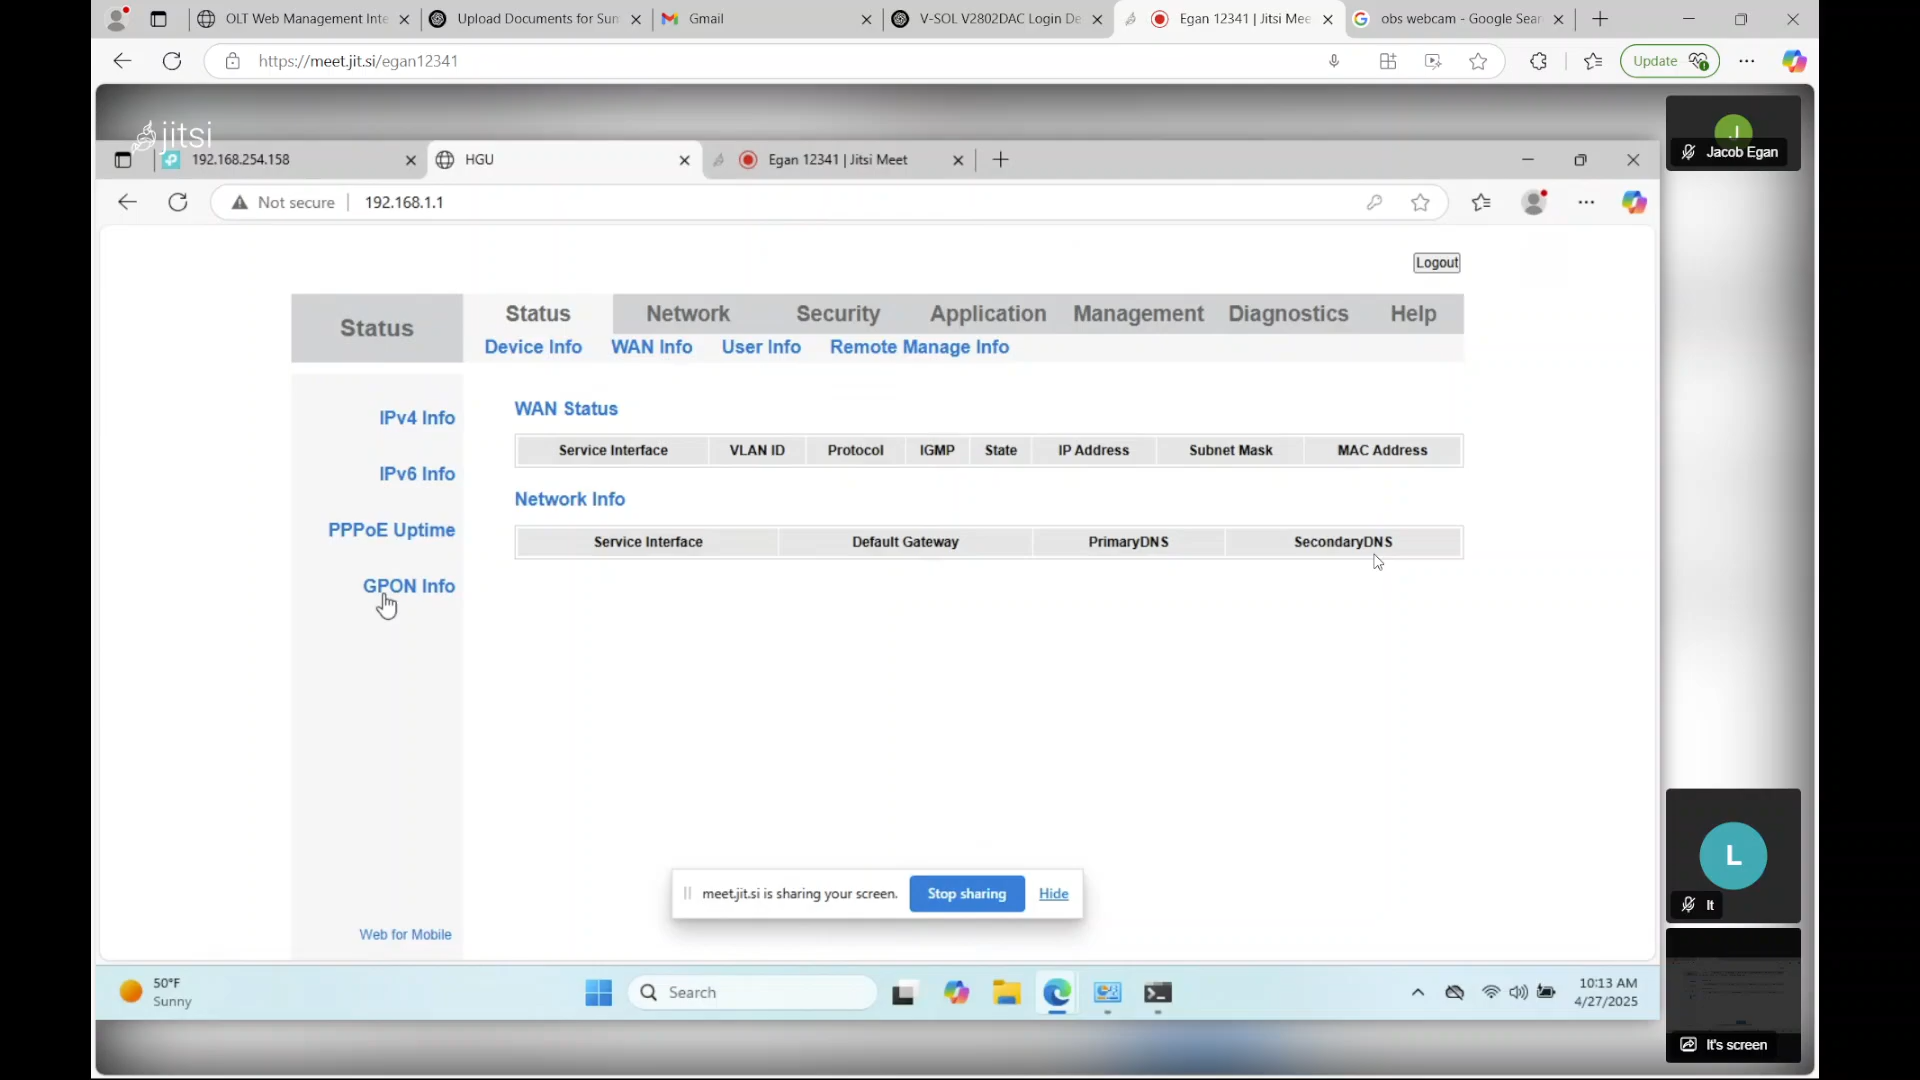 OLT Web Management Inte
Upload Documents for Sun
Gmail
V-SOL V2802DAC Login De
Egan 12341 | Jitsi Mee
obs webcam - Google Sear
https://meet.jit.si/egan12341
Update
jitsi
192.168.254.158
HGU
Egan 12341 | Jitsi Meet
Not secure
192.168.1.1
Logout
Status
Status Network Security Application Management Diagnostics Help
Device Info WAN Info User Info Remote Manage Info
IPv4 Info
IPv6 Info
PPPoE Uptime
GPON Info
Web for Mobile
WAN Status
Service Interface VLAN ID Protocol IGMP State IP Address Subnet Mask MAC Address
Network Info
Service Interface Default Gateway PrimaryDNS SecondaryDNS
meet.jit.si is sharing your screen. Stop sharing Hide
50°F
Sunny
Search
10:13 AM
4/27/2025
J
Jacob Egan
L
lt
lt's screen